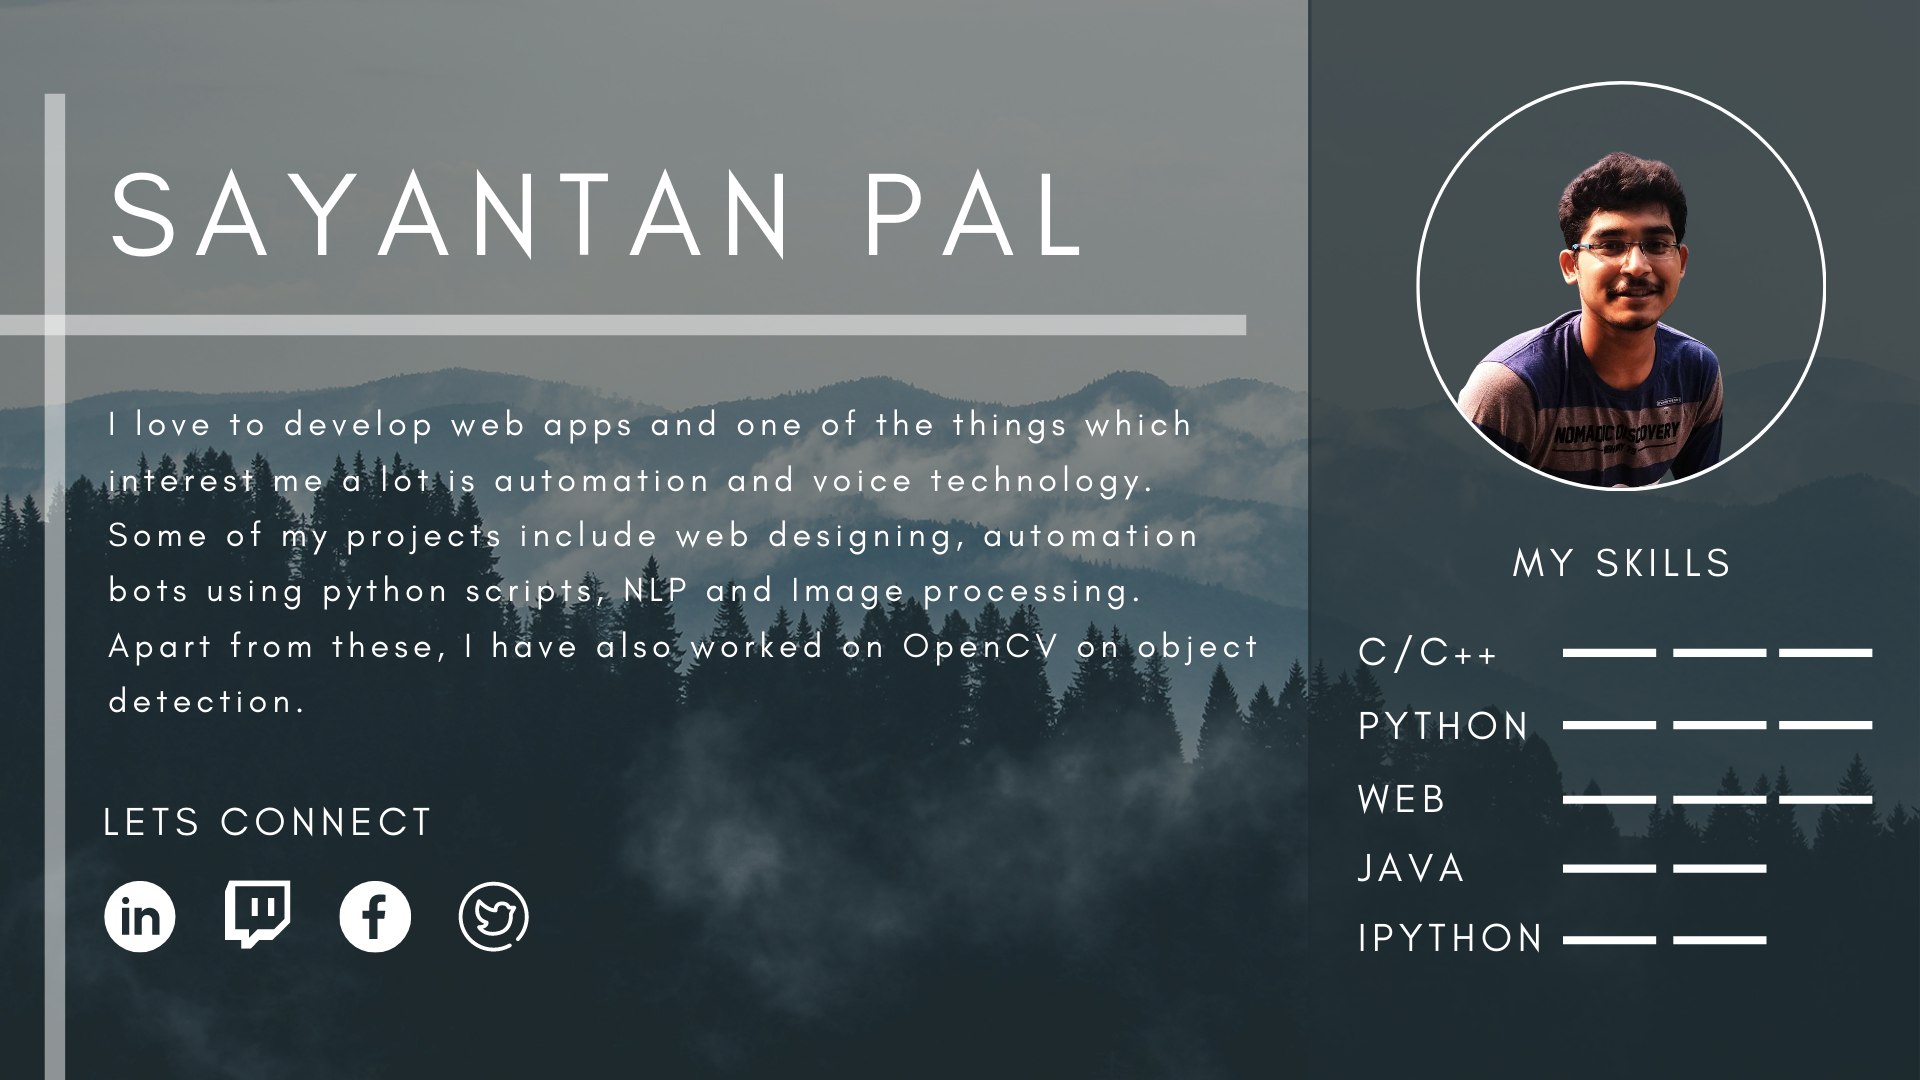 SAYANTAN PAL
I love to develop web apps and one of the things which
interest me a lot is automation and voice technology.
Some of my projects include web designing, automation
bots using python scripts, NLP and Image processing.
Apart from these, I have also worked on OpenCV on object
detection.
LETS CONNECT
in
f
NOMADIC DISCOVERY
MY SKILLS
C/C++
PYTHON
WEB
JAVA
IPYTHON